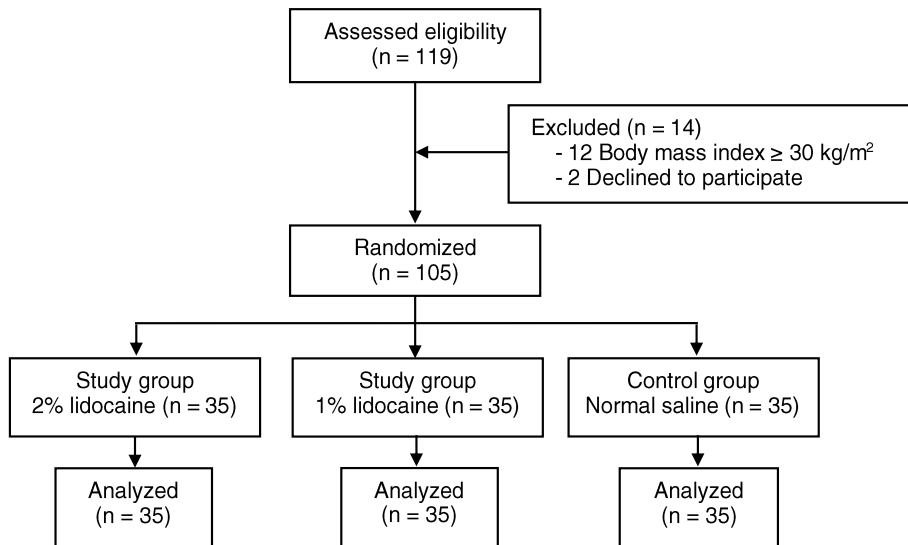 Assessed eligibility
(n = 119)
Excluded (n = 14)
- 12 Body mass index ≥ 30 kg/m²
- 2 Declined to participate
Randomized
(n = 105)
Study group
2% lidocaine (n = 35)
Study group
1% lidocaine (n = 35)
Control group
Normal saline (n = 35)
Analyzed
(n = 35)
Analyzed
(n = 35)
Analyzed
(n = 35)